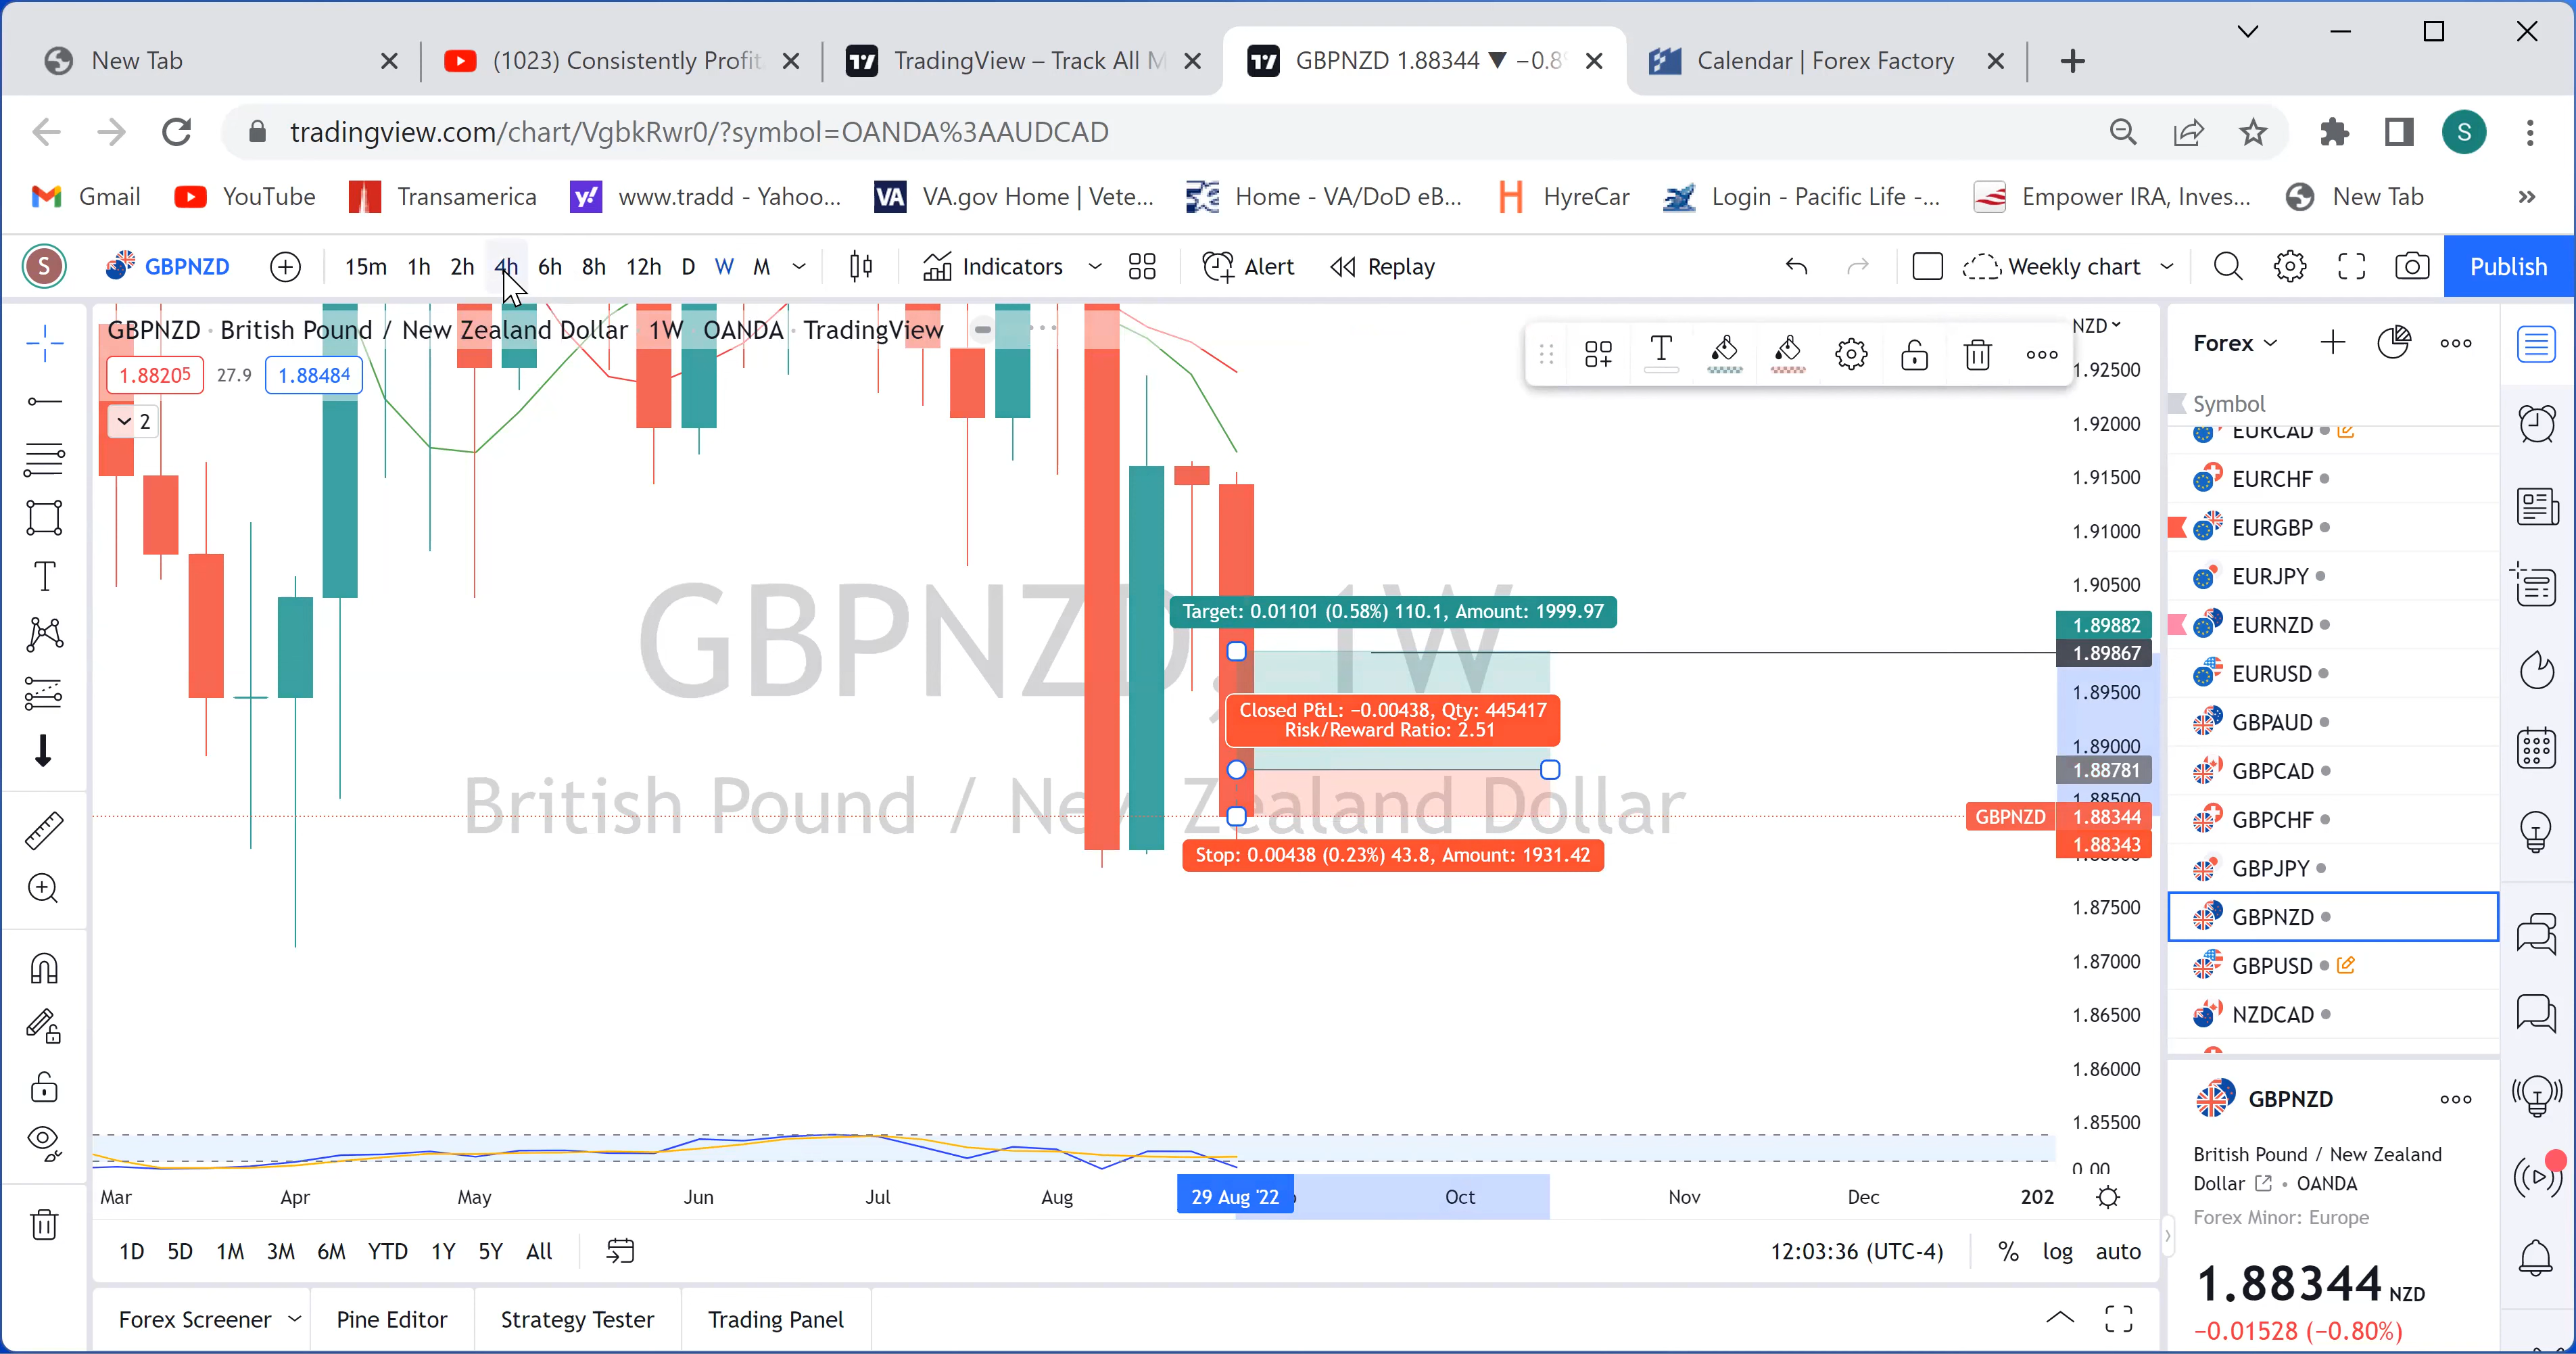 New Tab
(1023) Consistently Profit
TradingView – Track All M
GBPNZD 1.88344 ▼ −0.8
Calendar | Forex Factory
tradingview.com/chart/VgbkRwr0/?symbol=OANDA%3AAUDCAD
S
Gmail
YouTube
Transamerica
www.tradd - Yahoo...
VA.gov Home | Vete...
Home - VA/DoD eB...
HyreCar
Login - Pacific Life -...
Empower IRA, Inves...
New Tab
S
GBPNZD
15m 1h 2h 4h 6h 8h 12h D W M
Indicators
Alert
Replay
Weekly chart
Publish
GBPNZD · British Pound / New Zealand Dollar 1W OANDA · TradingView
1.88205 27.9 1.88484
2
NZD
1.92500
1.92000
1.91500
1.91000
1.90500
1.89882
1.89867
1.89500
1.89000
1.88781
1.88500
GBPNZD 1.88344
1.88343
1.87500
1.87000
1.86500
1.86000
1.85500
0.00
GBPNZD, 1W
British Pound / New Zealand Dollar
Target: 0.01101 (0.58%) 110.1, Amount: 1999.97
Closed P&L: −0.00438, Qty: 445417
Risk/Reward Ratio: 2.51
Stop: 0.00438 (0.23%) 43.8, Amount: 1931.42
Mar Apr May Jun Jul Aug 29 Aug '22 Oct Nov Dec 202
1D 5D 1M 3M 6M YTD 1Y 5Y All
12:03:36 (UTC-4) % log auto
Forex Screener
Pine Editor
Strategy Tester
Trading Panel
Forex
Symbol
EURCAD
EURCHF
EURGBP
EURJPY
EURNZD
EURUSD
GBPAUD
GBPCAD
GBPCHF
GBPJPY
GBPNZD
GBPUSD
NZDCAD
GBPNZD
British Pound / New Zealand
Dollar • OANDA
Forex Minor: Europe
1.88344 NZD
−0.01528 (−0.80%)